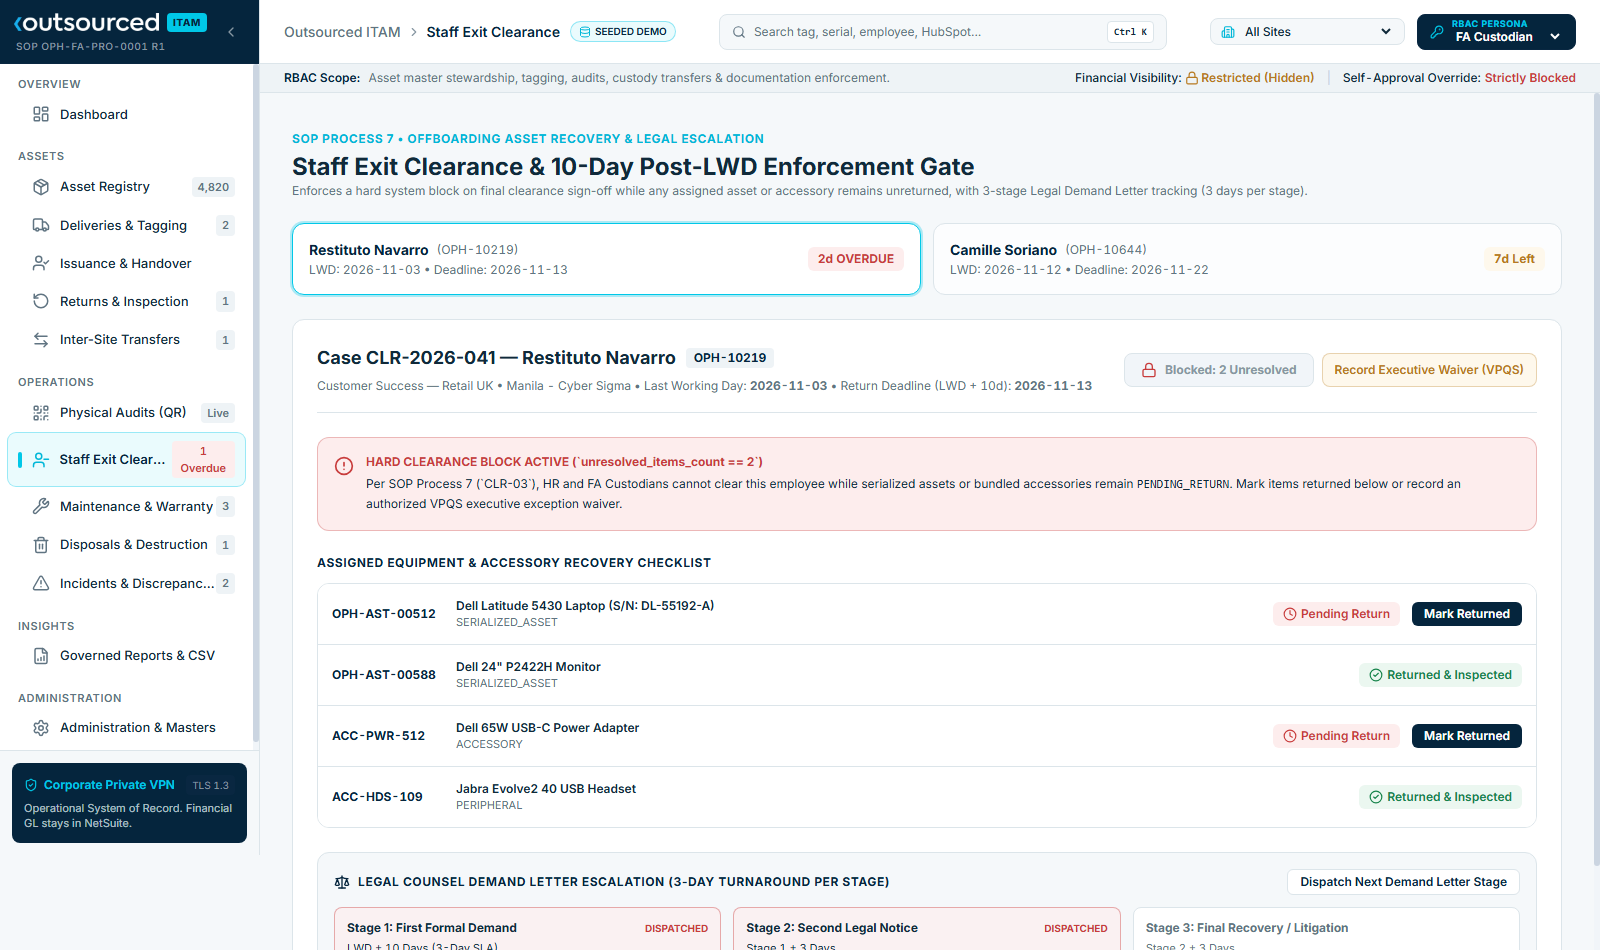 outsourced ITAM
SOP OPH-FA-PRO-0001 R1
Outsourced ITAM > Staff Exit Clearance SEEDED DEMO
Search tag, serial, employee, HubSpot... Ctrl K
All Sites
RBAC PERSONA
FA Custodian
RBAC Scope: Asset master stewardship, tagging, audits, custody transfers & documentation enforcement.
Financial Visibility: Restricted (Hidden) | Self-Approval Override: Strictly Blocked
OVERVIEW
Dashboard
ASSETS
Asset Registry 4,820
Deliveries & Tagging 2
Issuance & Handover
Returns & Inspection 1
Inter-Site Transfers 1
OPERATIONS
Physical Audits (QR) Live
Staff Exit Clear... 1 Overdue
Maintenance & Warranty 3
Disposals & Destruction 1
Incidents & Discrepanc... 2
INSIGHTS
Governed Reports & CSV
ADMINISTRATION
Administration & Masters
Corporate Private VPN TLS 1.3
Operational System of Record. Financial
GL stays in NetSuite.
SOP PROCESS 7 • OFFBOARDING ASSET RECOVERY & LEGAL ESCALATION
Staff Exit Clearance & 10-Day Post-LWD Enforcement Gate
Enforces a hard system block on final clearance sign-off while any assigned asset or accessory remains unreturned, with 3-stage Legal Demand Letter tracking (3 days per stage).
Restituto Navarro (OPH-10219)
LWD: 2026-11-03 • Deadline: 2026-11-13
2d OVERDUE
Camille Soriano (OPH-10644)
LWD: 2026-11-12 • Deadline: 2026-11-22
7d Left
Case CLR-2026-041 — Restituto Navarro OPH-10219
Customer Success — Retail UK • Manila - Cyber Sigma • Last Working Day: 2026-11-03 • Return Deadline (LWD + 10d): 2026-11-13
Blocked: 2 Unresolved
Record Executive Waiver (VPQS)
HARD CLEARANCE BLOCK ACTIVE (`unresolved_items_count == 2`)
Per SOP Process 7 (`CLR-03`), HR and FA Custodians cannot clear this employee while serialized assets or bundled accessories remain PENDING_RETURN. Mark items returned below or record an
authorized VPQS executive exception waiver.
ASSIGNED EQUIPMENT & ACCESSORY RECOVERY CHECKLIST
OPH-AST-00512
Dell Latitude 5430 Laptop (S/N: DL-55192-A)
SERIALIZED_ASSET
Pending Return Mark Returned
OPH-AST-00588
Dell 24" P2422H Monitor
SERIALIZED_ASSET
Returned & Inspected
ACC-PWR-512
Dell 65W USB-C Power Adapter
ACCESSORY
Pending Return Mark Returned
ACC-HDS-109
Jabra Evolve2 40 USB Headset
PERIPHERAL
Returned & Inspected
LEGAL COUNSEL DEMAND LETTER ESCALATION (3-DAY TURNAROUND PER STAGE)
Dispatch Next Demand Letter Stage
Stage 1: First Formal Demand DISPATCHED
LWD + 10 Days (3-Day SLA)
Stage 2: Second Legal Notice DISPATCHED
Stage 1 + 3 Days
Stage 3: Final Recovery / Litigation
Stage 2 + 3 Days